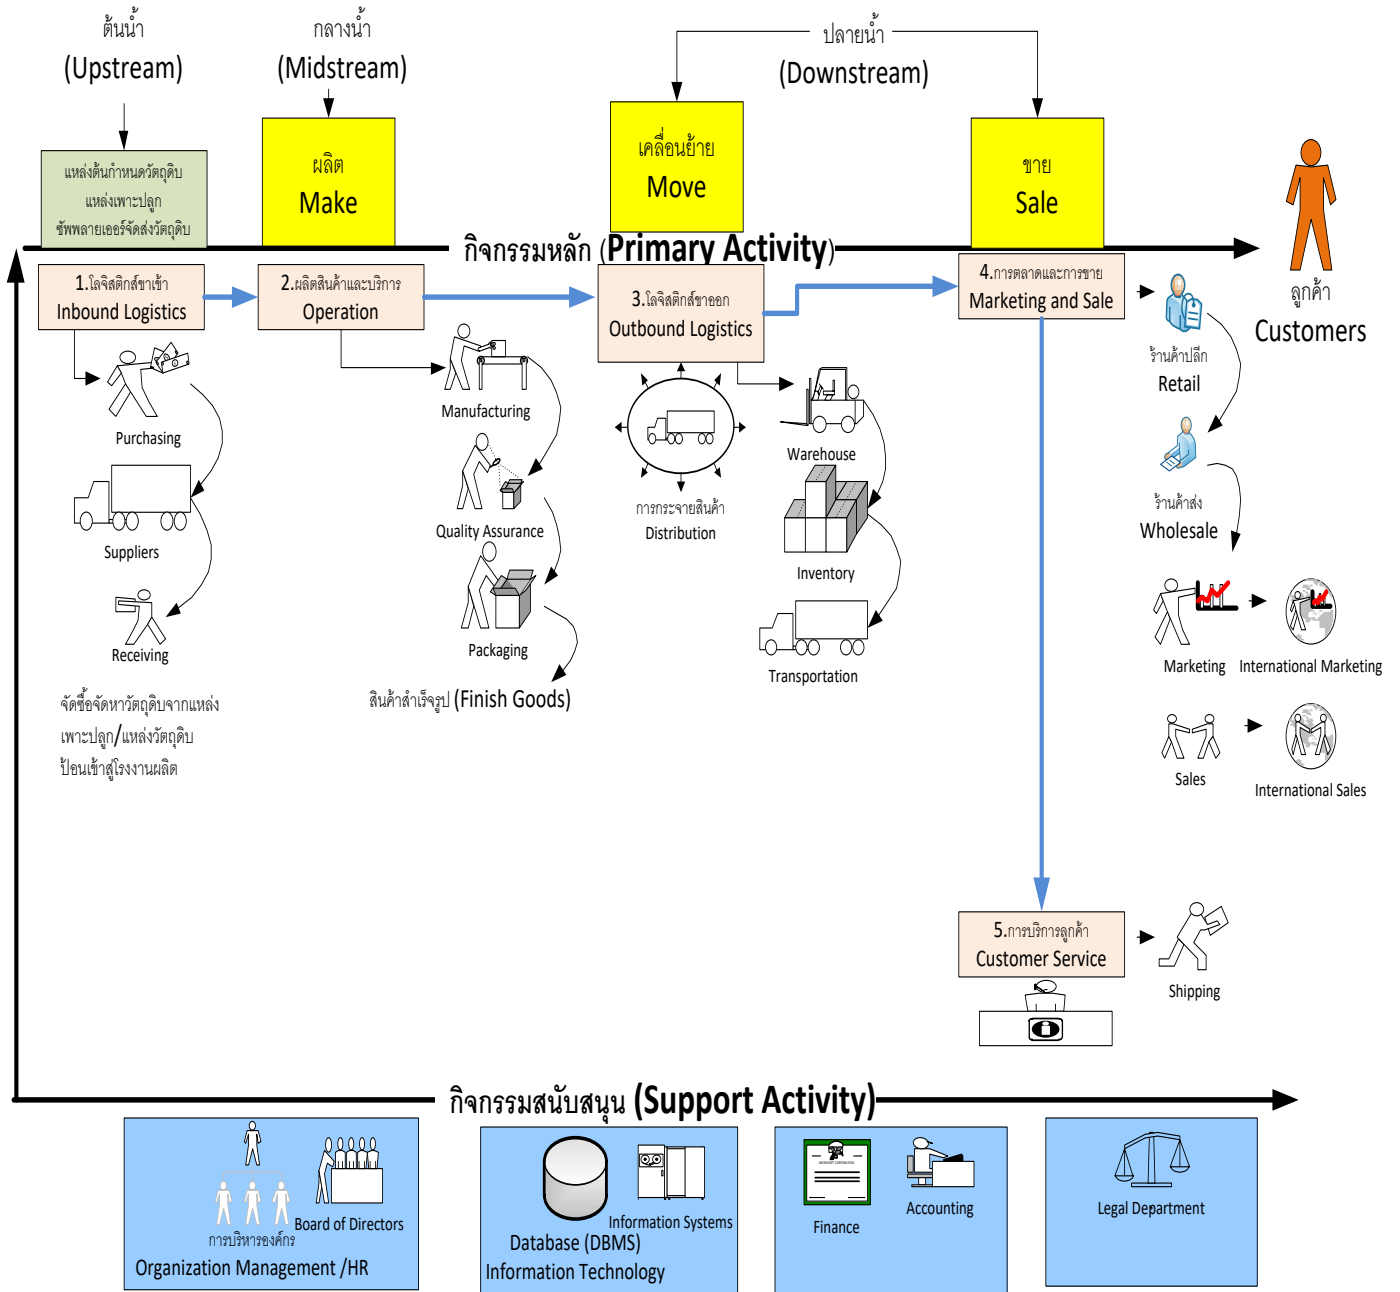 ต้นน้ำ
(Upstream)
กลางน้ำ
(Midstream)
ปลายน้ำ
(Downstream)
แหล่งต้นกำหนดวัตถุดิบ
แหล่งเพาะปลูก
ซัพพลายเออร์จัดส่งวัตถุดิบ
ผลิต
Make
เคลื่อนย้าย
Move
ขาย
Sale
กิจกรรมหลัก (Primary Activity)
ลูกค้า
Customers
1.โลจิสติกส์ขาเข้า
Inbound Logistics
2.ผลิตสินค้าและบริการ
Operation
3.โลจิสติกส์ขาออก
Outbound Logistics
4.การตลาดและการขาย
Marketing and Sale
Purchasing
Suppliers
Receiving
จัดซื้อจัดหาวัตถุดิบจากแหล่ง
เพาะปลูก/แหล่งวัตถุดิบ
ป้อนเข้าสู่โรงงานผลิต
Manufacturing
Quality Assurance
Packaging
สินค้าสำเร็จรูป (Finish Goods)
การกระจายสินค้า
Distribution
Warehouse
Inventory
Transportation
ร้านค้าปลีก
Retail
ร้านค้าส่ง
Wholesale
Marketing
International Marketing
Sales
International Sales
5.การบริการลูกค้า
Customer Service
Shipping
กิจกรรมสนับสนุน (Support Activity)
Board of Directors
การบริหารองค์กร
Organization Management /HR
Information Systems
Database (DBMS)
Information Technology
MICROSOFT CORPORATION
Finance
Accounting
Legal Department